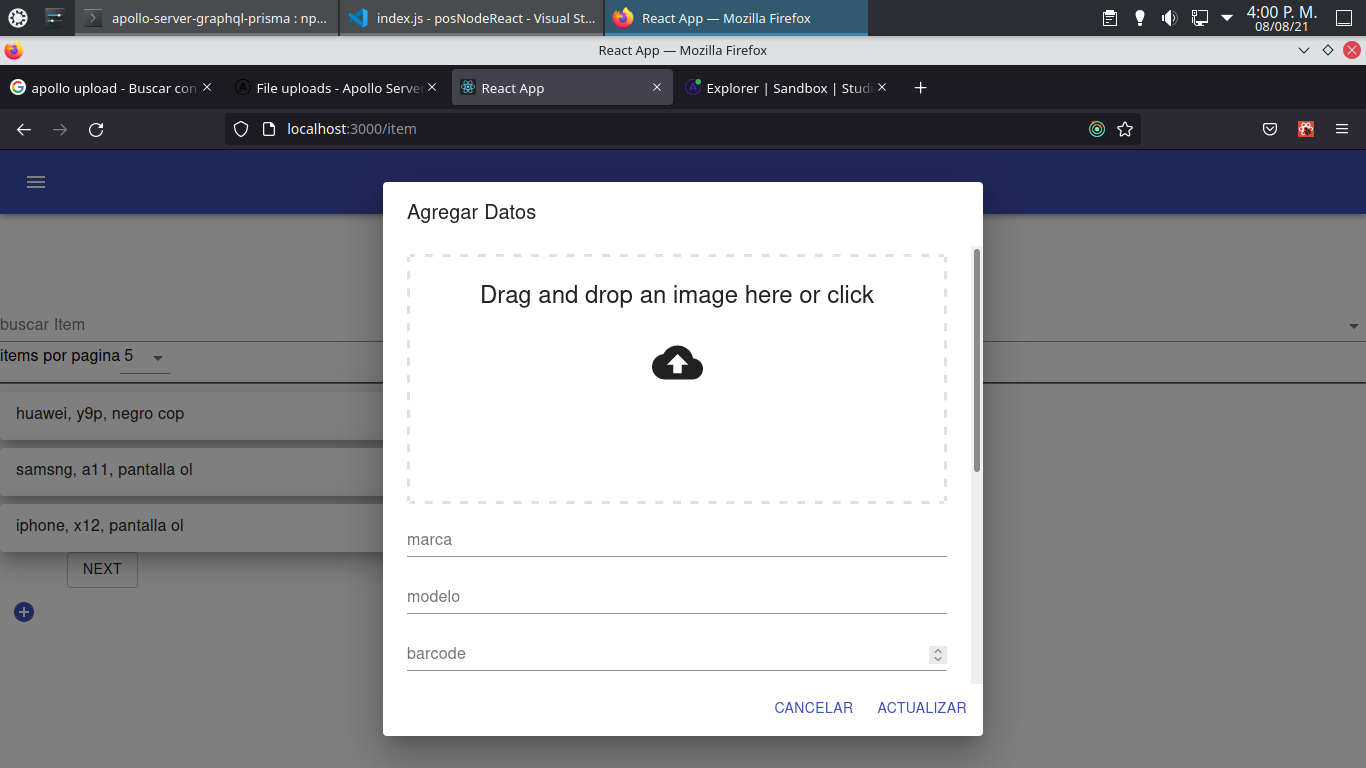 apollo-server-graphql-prisma : np...
index.js - posNodeReact - Visual St...
React App — Mozilla Firefox
4:00 P. M.
08/08/21
React App — Mozilla Firefox
apollo upload - Buscar con
File uploads - Apollo Server
React App
Explorer | Sandbox | Studi
localhost:3000/item
Agregar Datos
Drag and drop an image here or click
buscar Item
items por pagina 5
huawei, y9p, negro cop
samsng, a11, pantalla ol
iphone, x12, pantalla ol
NEXT
marca
modelo
barcode
CANCELAR
ACTUALIZAR